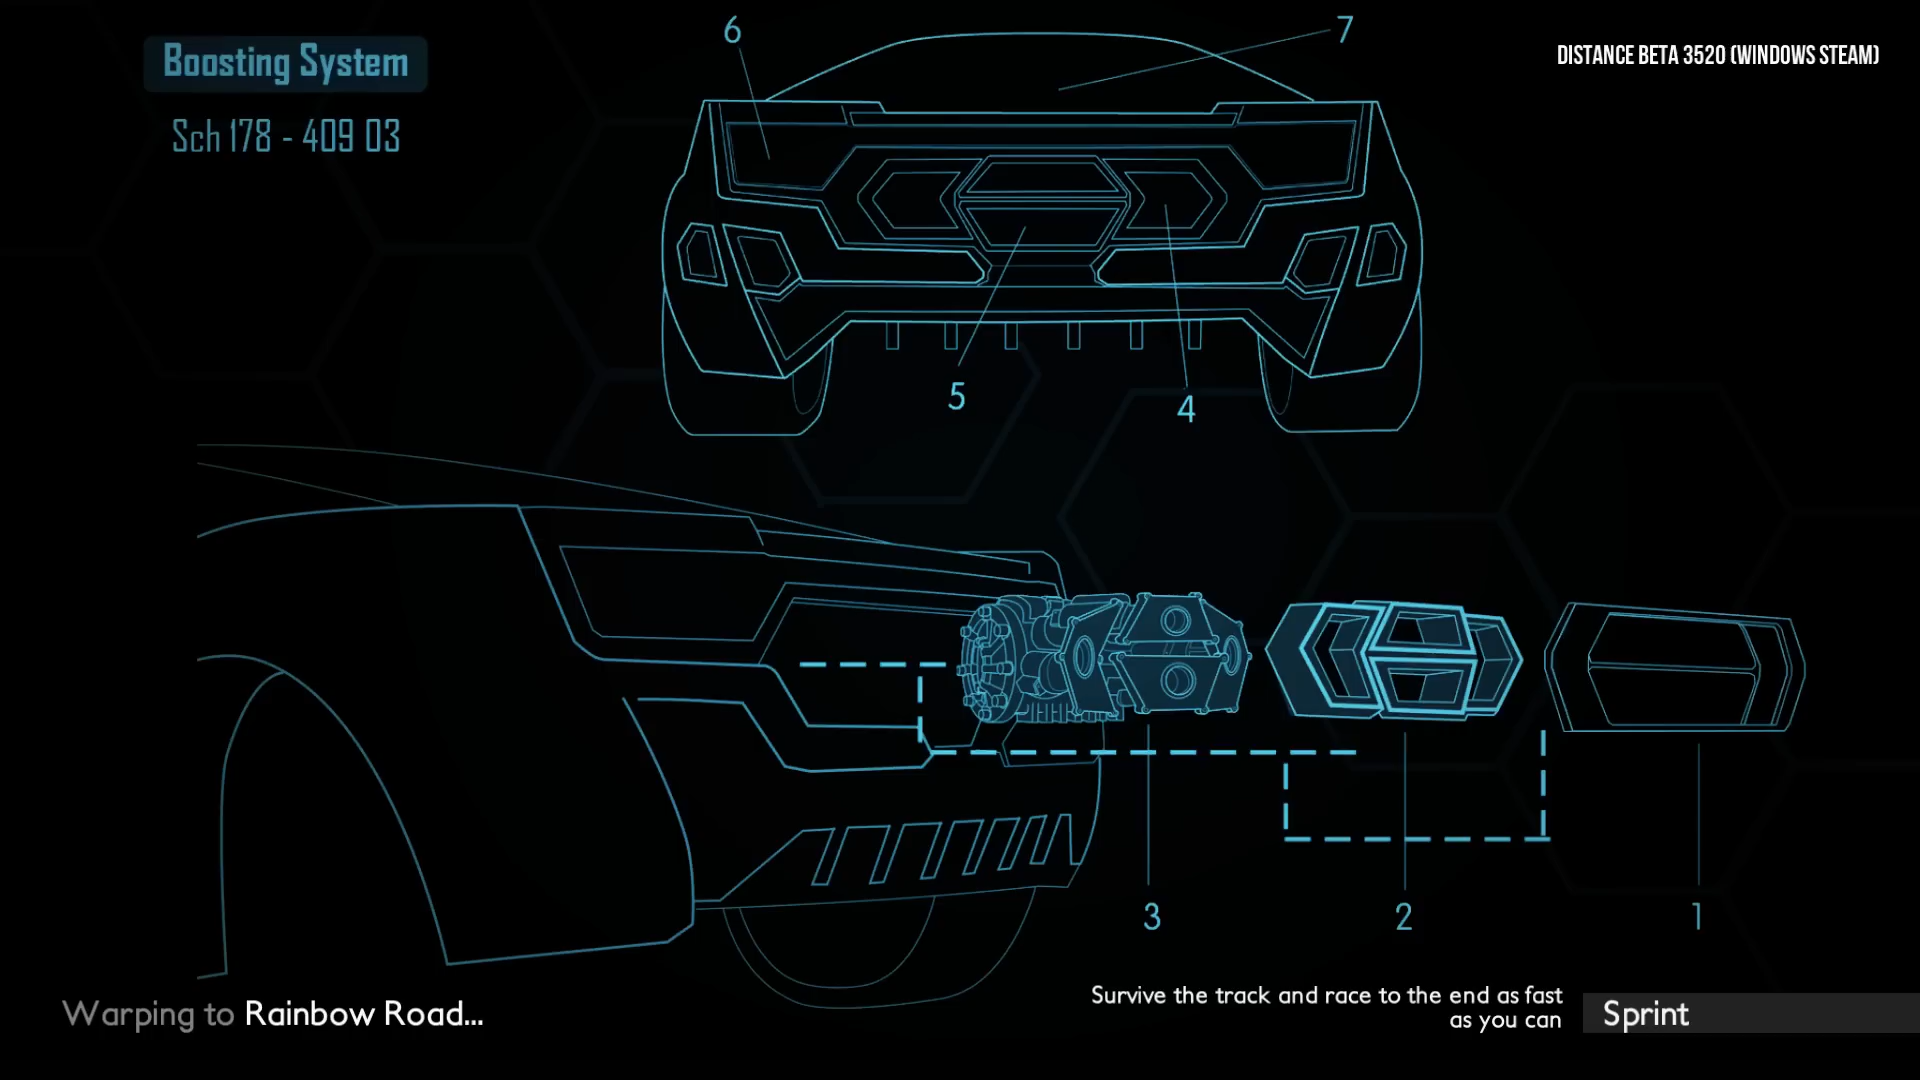 Boosting System
Sch 178 - 409 03
DISTANCE BETA 3520 (WINDOWS STEAM)
6
7
5
4
3
2
1
Warping to Rainbow Road...
Survive the track and race to the end as fast
as you can
Sprint